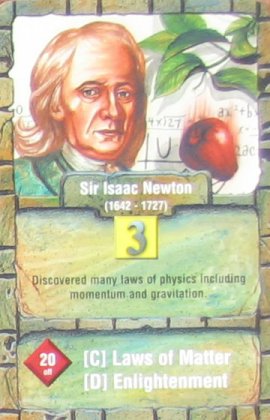 Sir Isaac Newton
(1642 - 1727)
3
Discovered many laws of physics including
momentum and gravitation.
20
off
[C] Laws of Matter
[D] Enlightenment